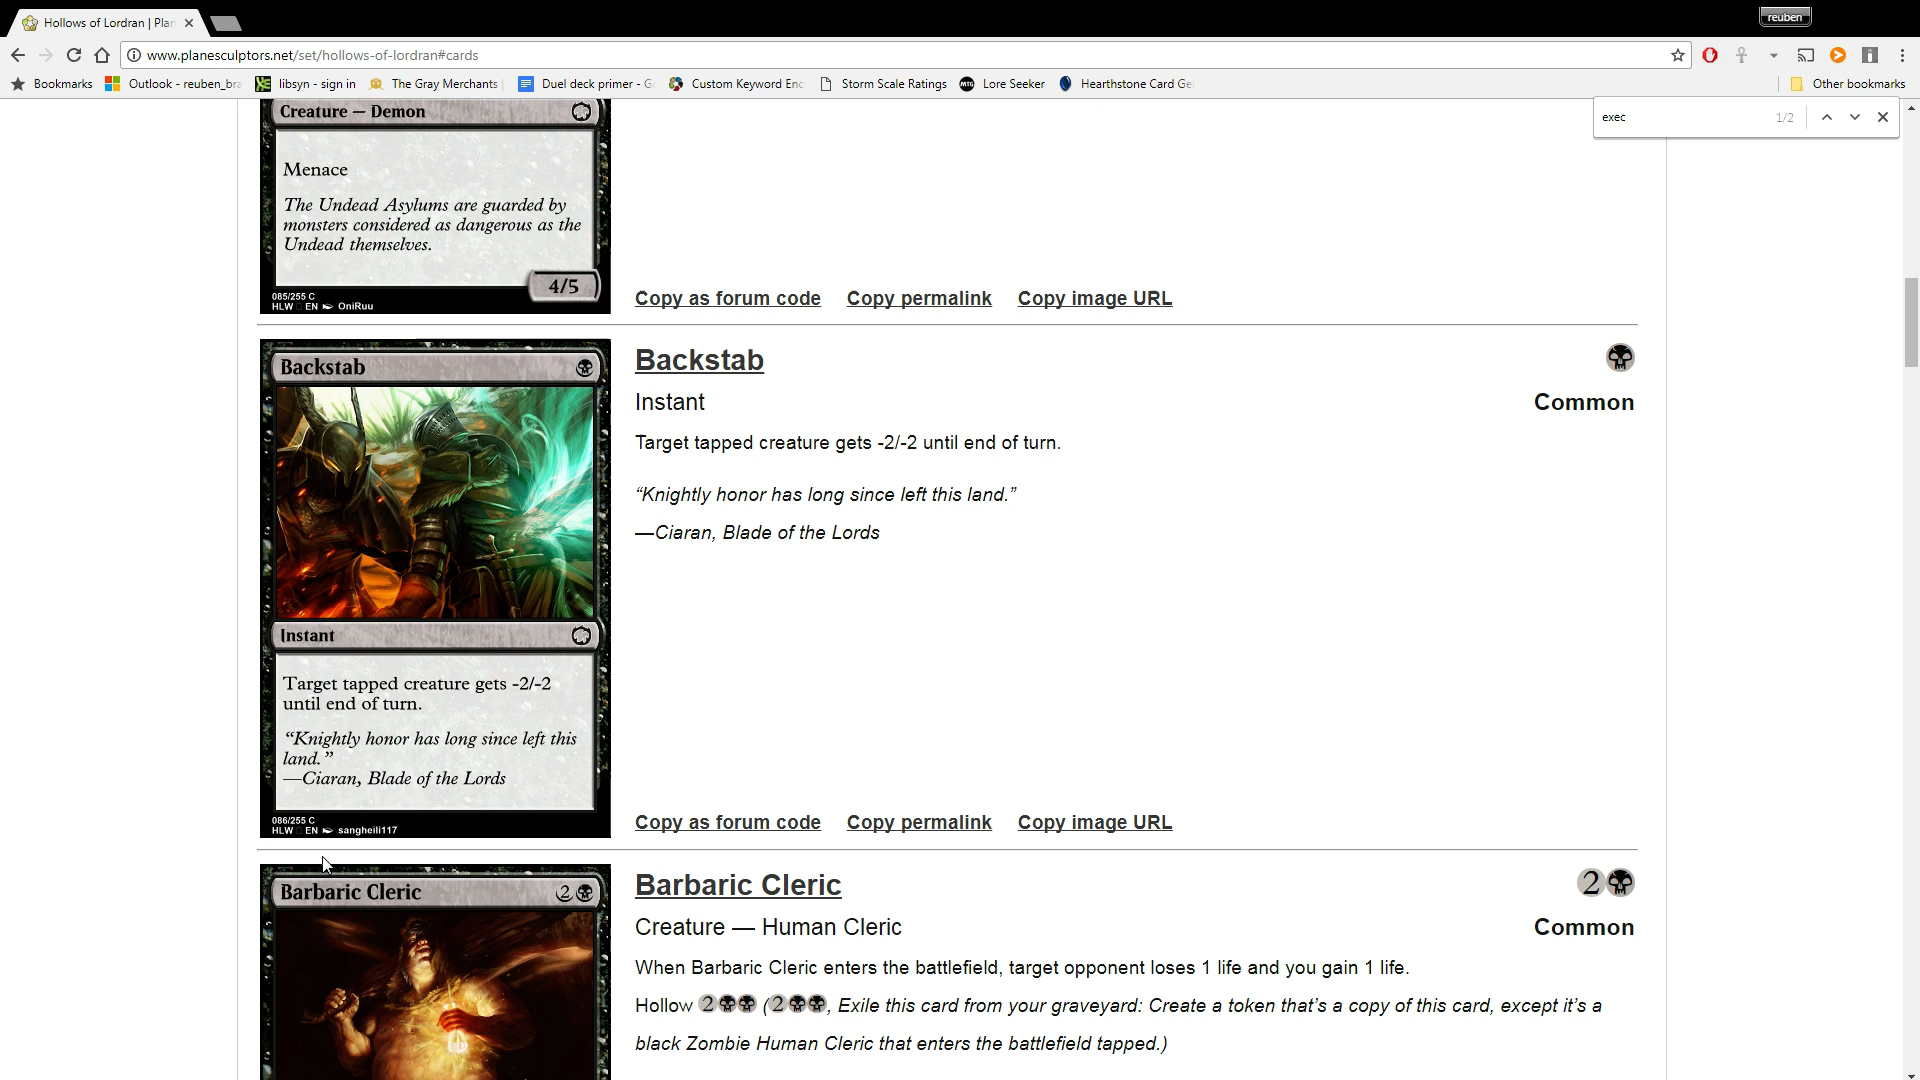 Hollows of Lordran | Plan
reuben
www.planesculptors.net/set/hollows-of-lordran#cards
Bookmarks
Outlook - reuben_bra
libsyn - sign in
The Gray Merchants
Duel deck primer - G
Custom Keyword Enc
Storm Scale Ratings
Lore Seeker
Hearthstone Card Ge
Other bookmarks
exec
1/2
Creature — Demon
Menace
The Undead Asylums are guarded by
monsters considered as dangerous as the
Undead themselves.
4/5
085/255 C
HLW EN OniRuu
Copy as forum code Copy permalink Copy image URL
Backstab
Instant
Target tapped creature gets -2/-2
until end of turn.
“Knightly honor has long since left this
land.”
—Ciaran, Blade of the Lords
086/255 C
HLW EN sangheili117
Backstab
Instant
Common
Target tapped creature gets -2/-2 until end of turn.
“Knightly honor has long since left this land.”
—Ciaran, Blade of the Lords
Copy as forum code Copy permalink Copy image URL
Barbaric Cleric 2
Barbaric Cleric 2
Creature — Human Cleric
Common
When Barbaric Cleric enters the battlefield, target opponent loses 1 life and you gain 1 life.
Hollow 2 (2, Exile this card from your graveyard: Create a token that’s a copy of this card, except it’s a
black Zombie Human Cleric that enters the battlefield tapped.)